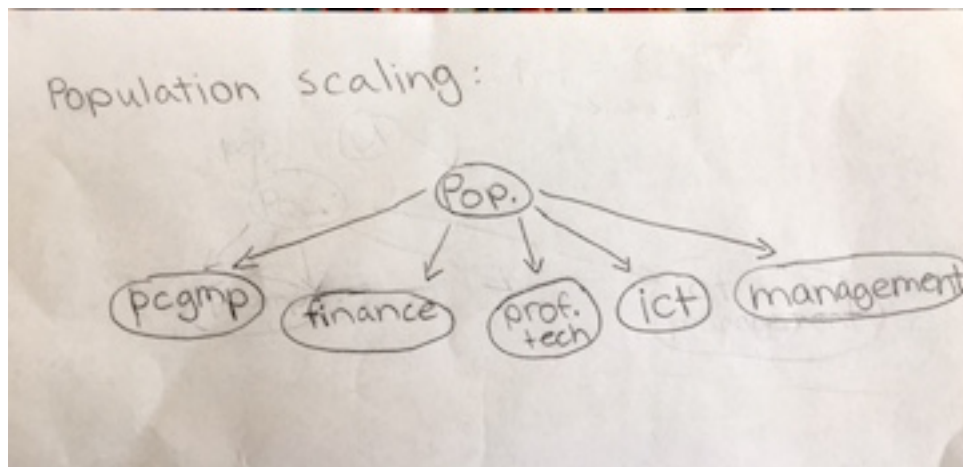 Population scaling:
Pop.
pcgmp finance prof. ict management
tech